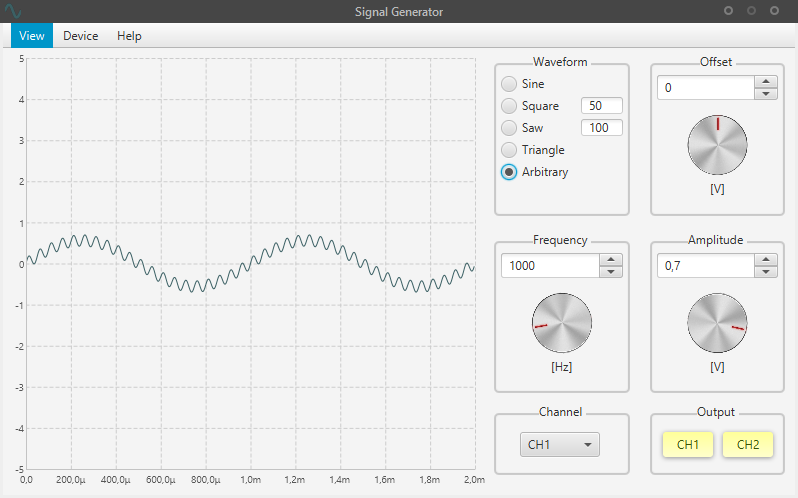 Signal Generator
View Device Help
5
4
3
2
1
0
-1
-2
-3
-4
-5
0,0 200,0µ 400,0µ 600,0µ 800,0µ 1,0m 1,2m 1,4m 1,6m 1,8m 2,0m
Waveform
Sine
Square 50
Saw 100
Triangle
Arbitrary
Offset
0
[V]
Frequency
1000
[Hz]
Amplitude
0,7
[V]
Channel
CH1
Output
CH1 CH2